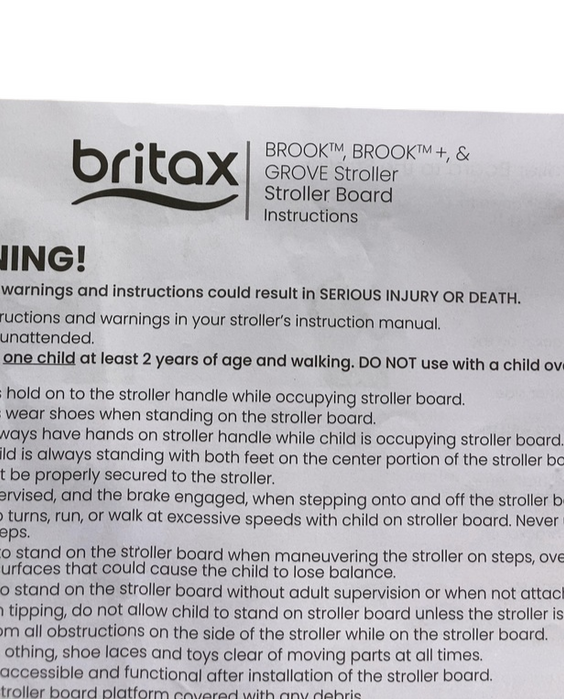 britax
BROOK™, BROOK™+, &
GROVE Stroller
Stroller Board
Instructions
NING!
warnings and instructions could result in SERIOUS INJURY OR DEATH.
ructions and warnings in your stroller's instruction manual.
unattended.
one child at least 2 years of age and walking. DO NOT use with a child ov
hold on to the stroller handle while occupying stroller board.
wear shoes when standing on the stroller board.
ways have hands on stroller handle while child is occupying stroller board.
ild is always standing with both feet on the center portion of the stroller bo
t be properly secured to the stroller.
ervised, and the brake engaged, when stepping onto and off the stroller b
turns, run, or walk at excessive speeds with child on stroller board. Never
eps.
o stand on the stroller board when maneuvering the stroller on steps, ove
urfaces that could cause the child to lose balance.
o stand on the stroller board without adult supervision or when not attach
tipping, do not allow child to stand on stroller board unless the stroller is
om all obstructions on the side of the stroller while on the stroller board.
othing, shoe laces and toys clear of moving parts at all times.
accessible and functional after installation of the stroller board.
troller board platform covered with any debris